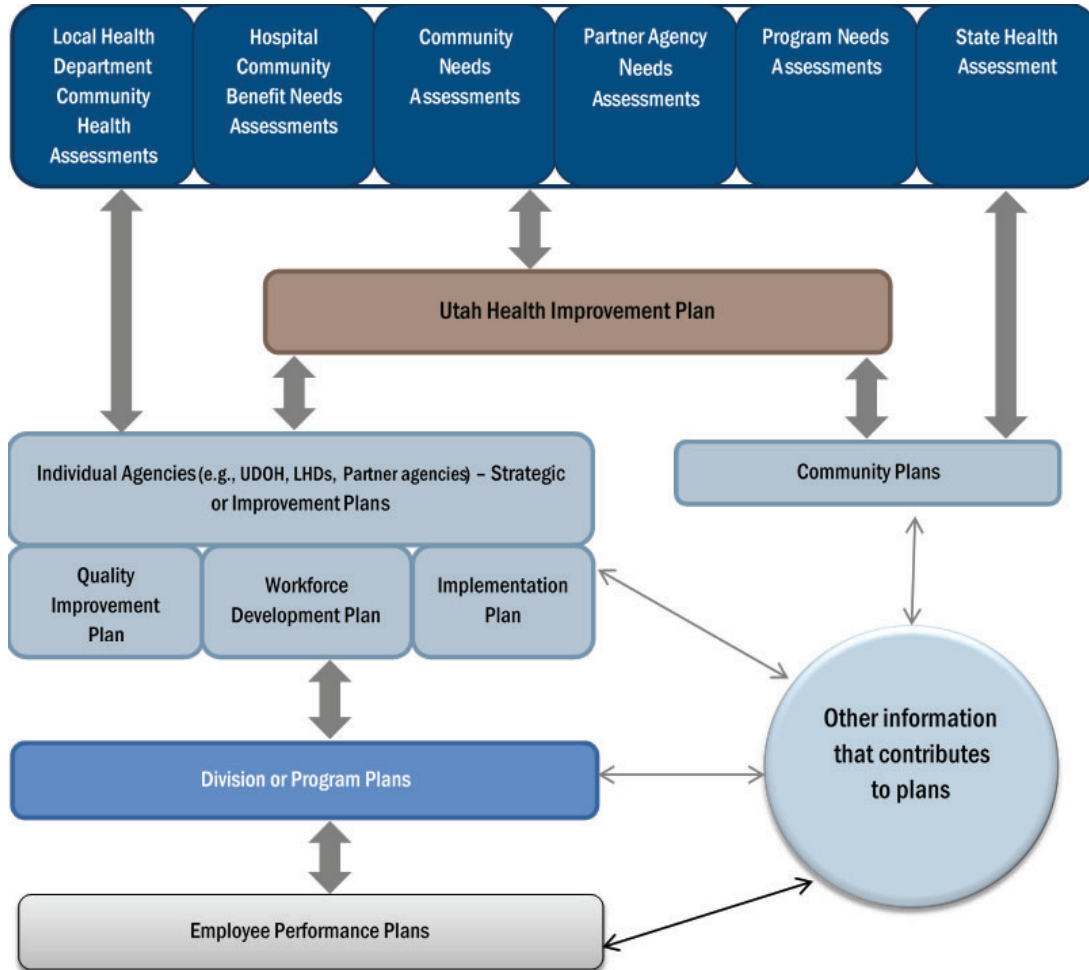 Local Health
Department
Community
Health
Assessments
Hospital
Community
Benefit Needs
Assessments
Community
Needs
Assessments
Partner Agency
Needs
Assessments
Program Needs
Assessments
State Health
Assessment
Utah Health Improvement Plan
Individual Agencies (e.g., UDOH, LHDs, Partner agencies) – Strategic
or Improvement Plans
Community Plans
Quality
Improvement
Plan
Workforce
Development Plan
Implementation
Plan
Other information
that contributes
to plans
Division or Program Plans
Employee Performance Plans